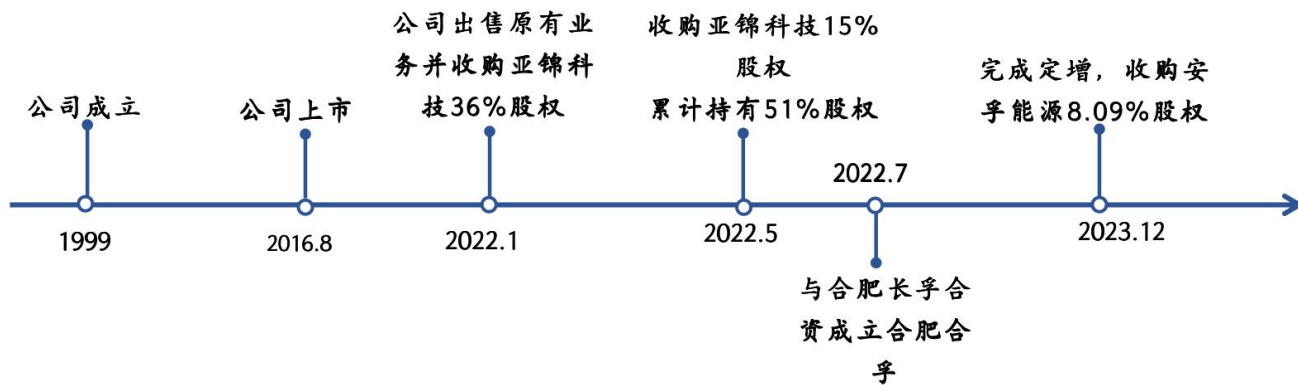 公司成立
1999
公司上市
2016.8
公司出售原有业
务并收购亚锦科
技36%股权
2022.1
收购亚锦科技15%
股权
累计持有51%股权
2022.5
2022.7
与合肥长孚合
资成立合肥合
孚
完成定增，收购安
孚能源8.09%股权
2023.12